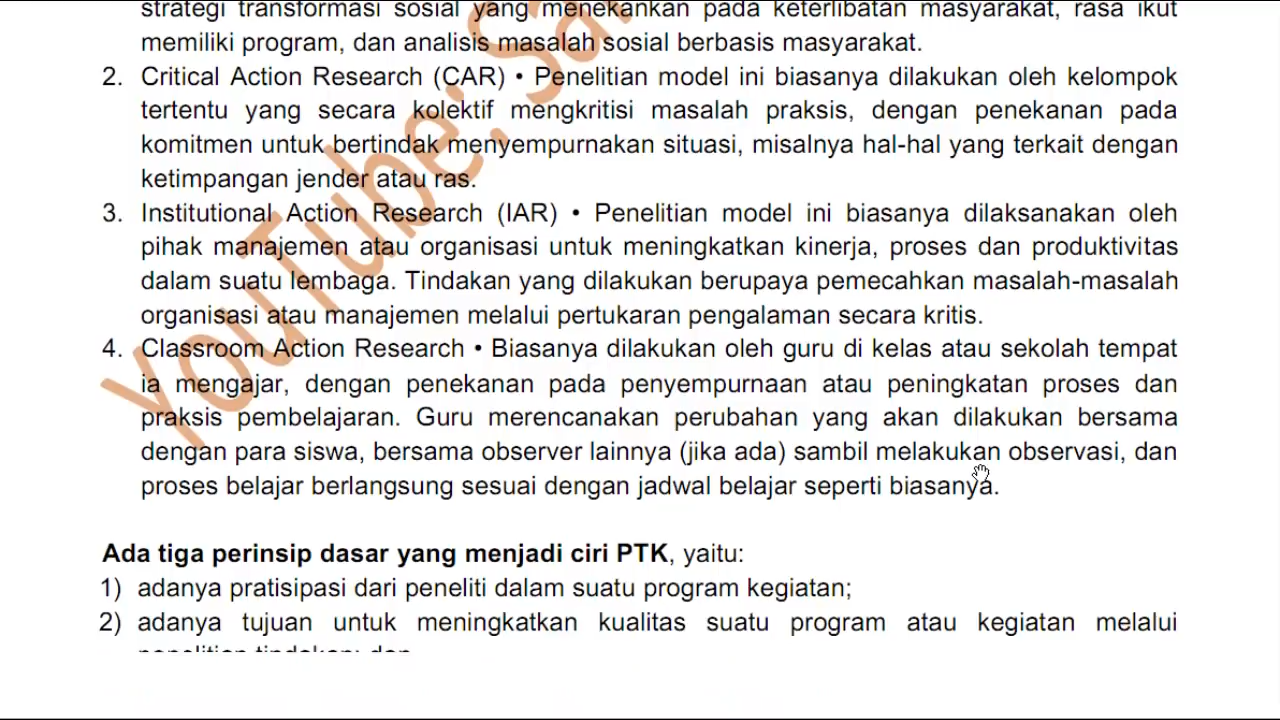 strategi transformasi sosial yang menekankan pada keterlibatan masyarakat, rasa ikut
memiliki program, dan analisis masalah sosial berbasis masyarakat.
2. Critical Action Research (CAR) • Penelitian model ini biasanya dilakukan oleh kelompok
tertentu yang secara kolektif mengkritisi masalah praksis, dengan penekanan pada
komitmen untuk bertindak menyempurnakan situasi, misalnya hal-hal yang terkait dengan
ketimpangan jender atau ras.
3. Institutional Action Research (IAR) • Penelitian model ini biasanya dilaksanakan oleh
pihak manajemen atau organisasi untuk meningkatkan kinerja, proses dan produktivitas
dalam suatu lembaga. Tindakan yang dilakukan berupaya pemecahkan masalah-masalah
organisasi atau manajemen melalui pertukaran pengalaman secara kritis.
4. Classroom Action Research • Biasanya dilakukan oleh guru di kelas atau sekolah tempat
ia mengajar, dengan penekanan pada penyempurnaan atau peningkatan proses dan
praksis pembelajaran. Guru merencanakan perubahan yang akan dilakukan bersama
dengan para siswa, bersama observer lainnya (jika ada) sambil melakukan observasi, dan
proses belajar berlangsung sesuai dengan jadwal belajar seperti biasanya.
Ada tiga perinsip dasar yang menjadi ciri PTK, yaitu:
1) adanya pratisipasi dari peneliti dalam suatu program kegiatan;
2) adanya tujuan untuk meningkatkan kualitas suatu program atau kegiatan melalui
penelitian tindakan; dan
YouTube: